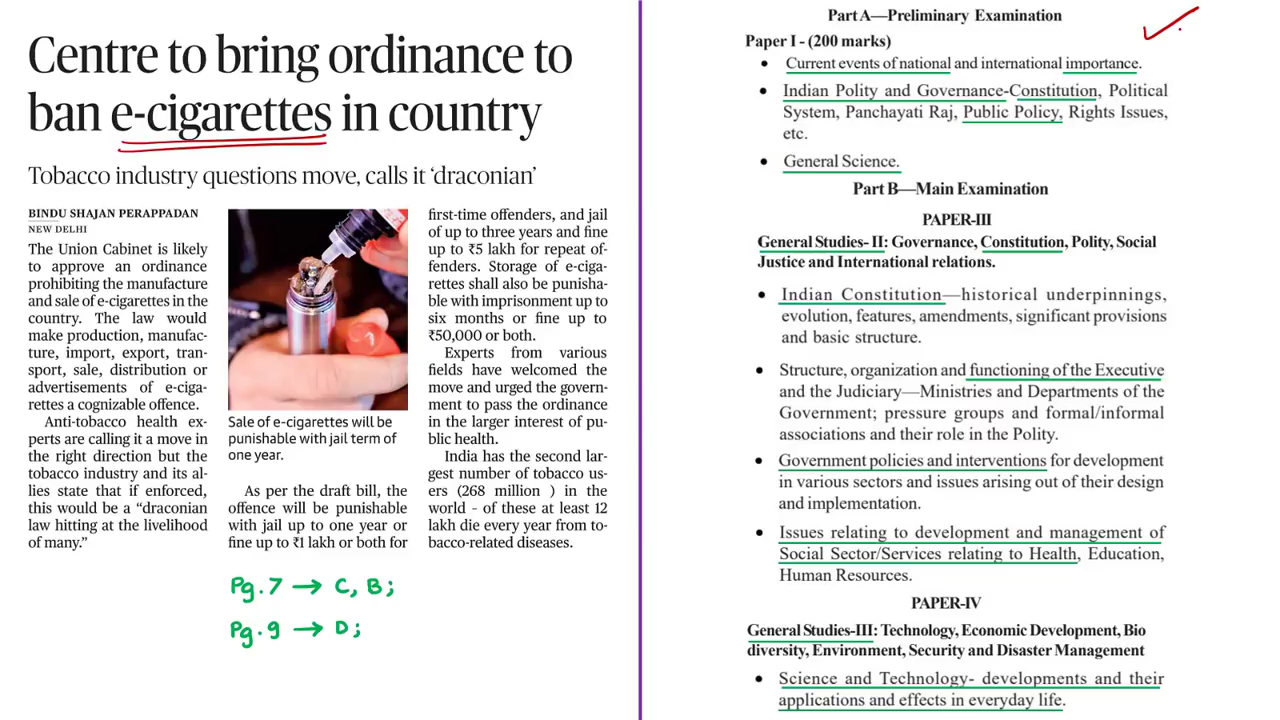 Centre to bring ordinance to
ban e-cigarettes in country
Tobacco industry questions move, calls it ‘draconian’
BINDU SHAJAN PERAPPADAN
NEW DELHI
The Union Cabinet is likely
to approve an ordinance
prohibiting the manufacture
and sale of e-cigarettes in the
country. The law would
make production, manufac-
ture, import, export, tran-
sport, sale, distribution or
advertisements of e-ciga-
rettes a cognizable offence.
Anti-tobacco health ex-
perts are calling it a move in
the right direction but the
tobacco industry and its al-
lies state that if enforced,
this would be a “draconian
law hitting at the livelihood
of many.”
Sale of e-cigarettes will be
punishable with jail term of
one year.
As per the draft bill, the
offence will be punishable
with jail up to one year or
fine up to ₹1 lakh or both for
first-time offenders, and jail
of up to three years and fine
up to ₹5 lakh for repeat of-
fenders. Storage of e-ciga-
rettes shall also be punisha-
ble with imprisonment up to
six months or fine up to
₹50,000 or both.
Experts from various
fields have welcomed the
move and urged the govern-
ment to pass the ordinance
in the larger interest of pu-
blic health.
India has the second lar-
gest number of tobacco us-
ers (268 million ) in the
world - of these at least 12
lakh die every year from to-
bacco-related diseases.
Pg. 7 → C, B;
Pg. 9 → D;
Part A—Preliminary Examination
Paper I - (200 marks)
• Current events of national and international importance.
• Indian Polity and Governance-Constitution, Political
System, Panchayati Raj, Public Policy, Rights Issues,
etc.
• General Science.
Part B—Main Examination
PAPER-III
General Studies- II: Governance, Constitution, Polity, Social
Justice and International relations.
• Indian Constitution—historical underpinnings,
evolution, features, amendments, significant provisions
and basic structure.
• Structure, organization and functioning of the Executive
and the Judiciary—Ministries and Departments of the
Government; pressure groups and formal/informal
associations and their role in the Polity.
• Government policies and interventions for development
in various sectors and issues arising out of their design
and implementation.
• Issues relating to development and management of
Social Sector/Services relating to Health, Education,
Human Resources.
PAPER-IV
General Studies-III: Technology, Economic Development, Bio
diversity, Environment, Security and Disaster Management
• Science and Technology- developments and their
applications and effects in everyday life.